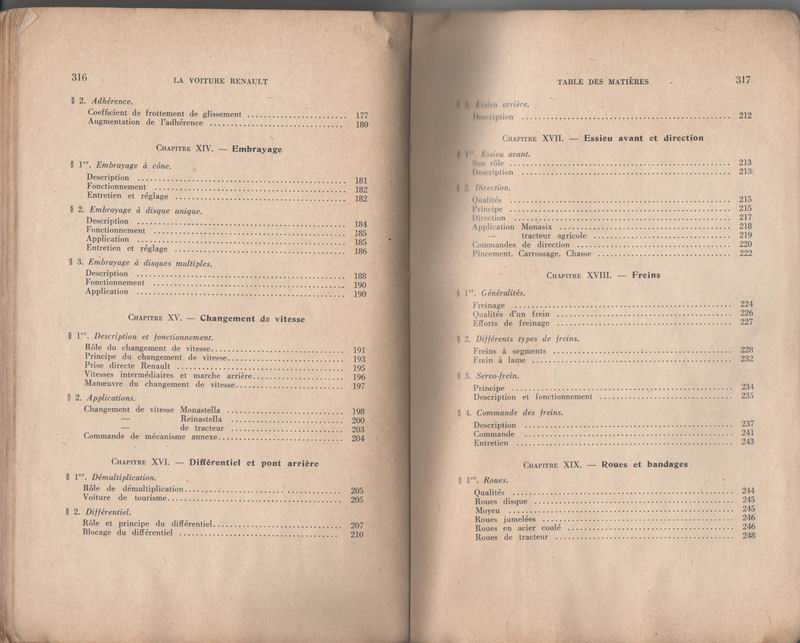 316
LA VOITURE RENAULT
§ 2. Adhérence.
Coefficient de frottement de glissement ........................ 177
Augmentation de l'adhérence ................................ 180
CHAPITRE XIV. — Embrayage
§ 1er. Embrayage à cône.
Description .................................................. 181
Fonctionnement .............................................. 182
Entretien et réglage ........................................ 182
§ 2. Embrayage à disque unique.
Description .................................................. 184
Fonctionnement .............................................. 185
Application .................................................. 185
Entretien et réglage ........................................ 186
§ 3. Embrayage à disques multiples.
Description .................................................. 188
Fonctionnement .............................................. 190
Application .................................................. 190
CHAPITRE XV. — Changement de vitesse
§ 1er. Description et fonctionnement.
Rôle du changement de vitesse.............................. 191
Principe du changement de vitesse.......................... 193
Prise directe Renault ...................................... 195
Vitesses intermédiaires et marche arrière.................... 196
Manœuvre du changement de vitesse........................ 197
§ 2. Applications.
Changement de vitesse Monastella .......................... 198
— Reinastella .......................... 200
— de tracteur .......................... 203
Commande de mécanisme annexe............................ 204
CHAPITRE XVI. — Différentiel et pont arrière
§ 1er. Démultiplication.
Rôle de démultiplication.................................... 205
Voiture de tourisme........................................ 205
§ 2. Différentiel.
Rôle et principe du différentiel.............................. 207
Blocage du différentiel ...................................... 210
TABLE DES MATIÈRES
317
§ 3. Essieu arrière.
Description .................................................. 212
CHAPITRE XVII. — Essieu avant et direction
§ 1er. Essieu avant.
Son rôle .................................................. 213
Description .................................................. 213
§ 2. Direction.
Qualités .................................................. 215
Principe .................................................. 215
Direction .................................................. 217
Application Monasix ........................................ 218
— tracteur agricole .............................. 219
Commandes de direction .................................... 220
Pincement, Carrossage, Chasse .............................. 222
CHAPITRE XVIII. — Freins
§ 1er. Généralités.
Freinage .................................................. 224
Qualités d'un frein ........................................ 226
Efforts de freinage ........................................ 227
§ 2. Différents types de freins.
Freins à segments .......................................... 228
Frein à lame .............................................. 232
§ 3. Servo-frein.
Principe .................................................. 234
Description et fonctionnement .............................. 235
§ 4. Commande des freins.
Description .................................................. 237
Commande .................................................. 241
Entretien .................................................. 243
CHAPITRE XIX. — Roues et bandages
§ 1er. Roues.
Qualités .................................................. 244
Roues disque .............................................. 245
Moyeu .................................................. 245
Roues jumelées ............................................ 246
Roues en acier coulé ........................................ 246
Roues de tracteur .......................................... 248